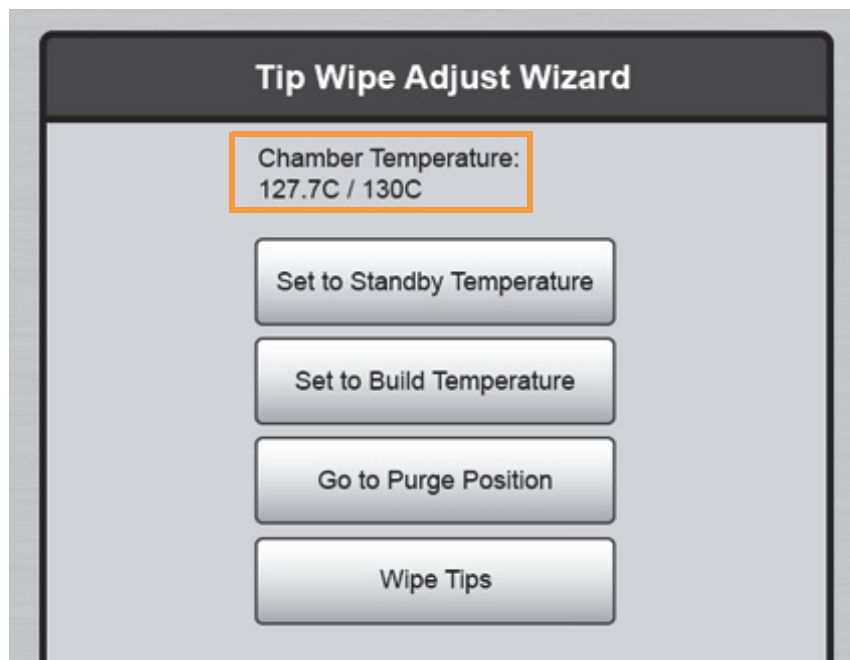 Tip Wipe Adjust Wizard
Chamber Temperature:
127.7C / 130C
Set to Standby Temperature
Set to Build Temperature
Go to Purge Position
Wipe Tips